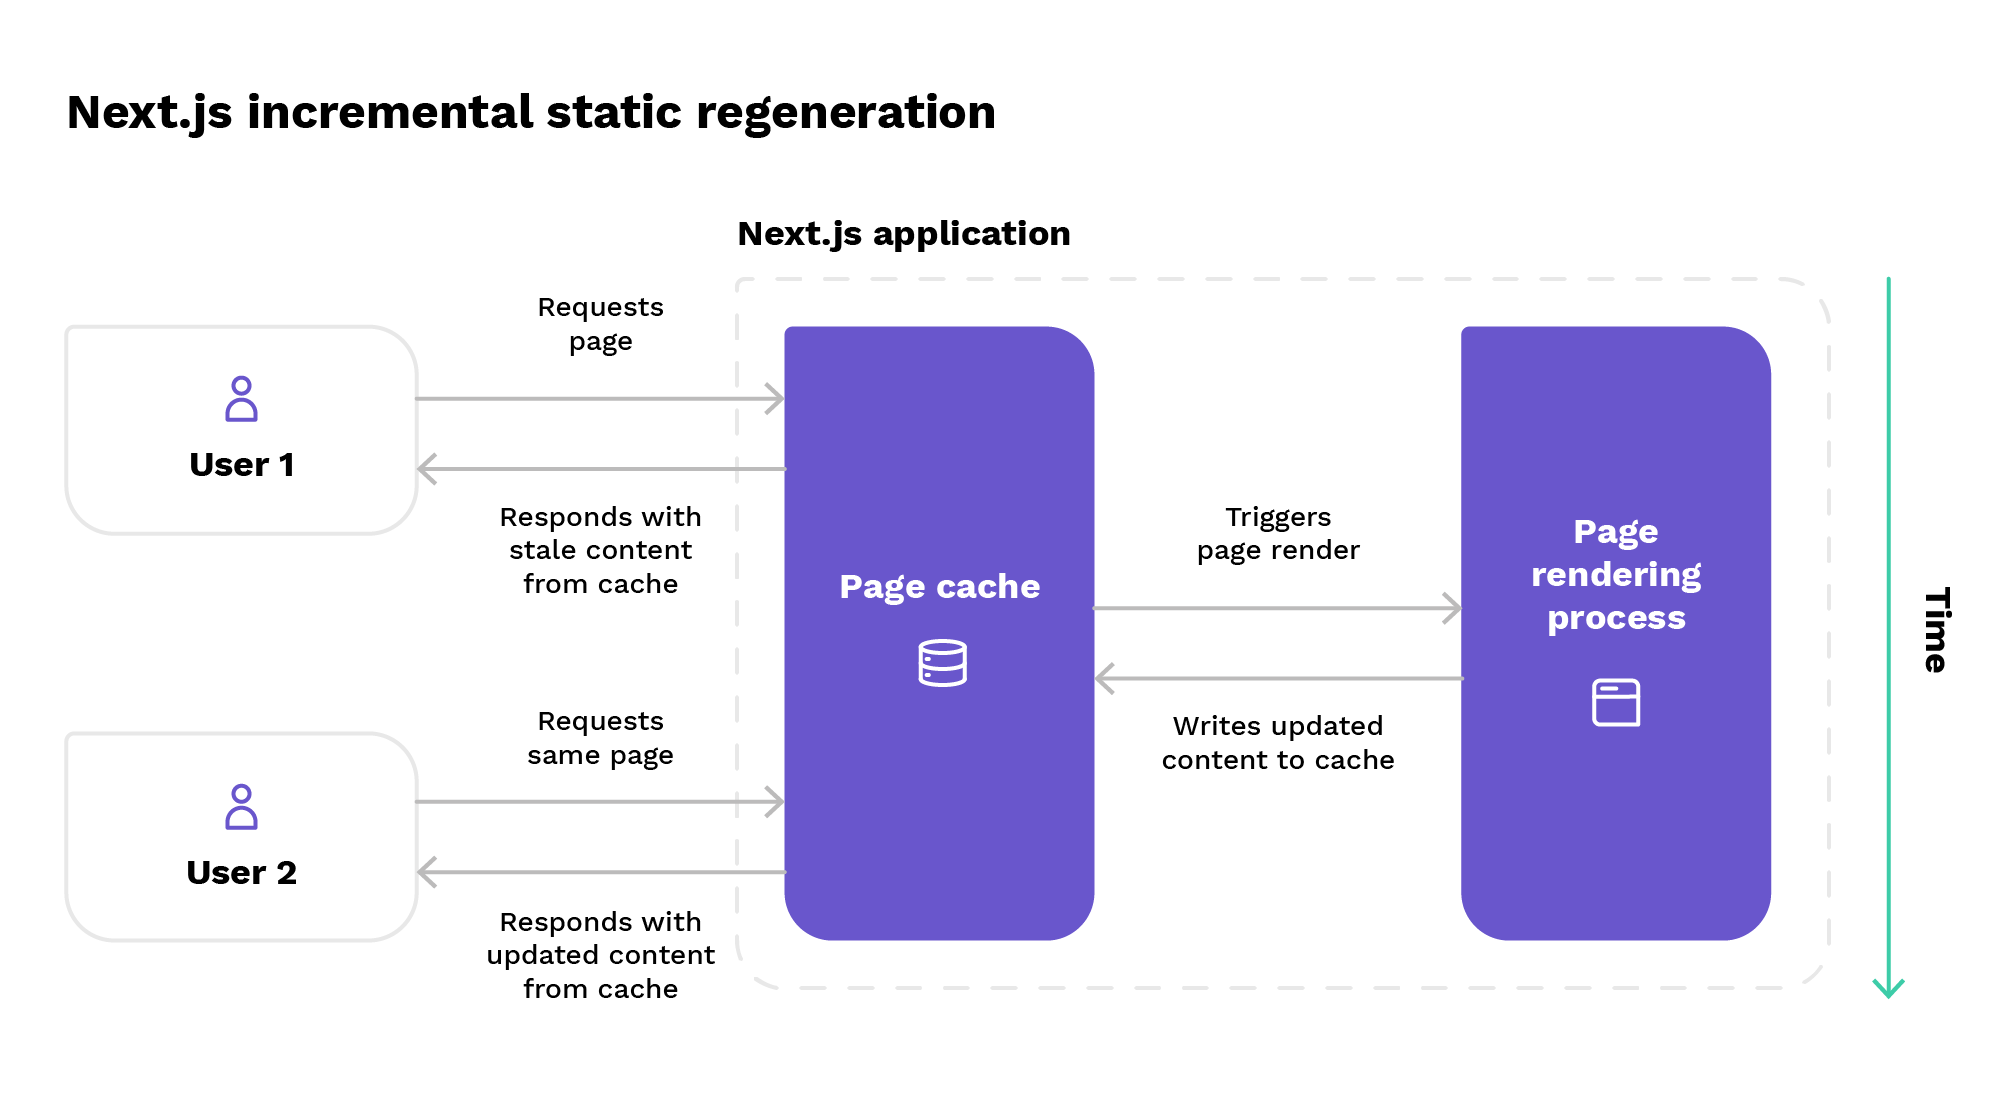 Next.js incremental static regeneration
Next.js application
Requests
page
User 1
Responds with
stale content
from cache
Page cache
Triggers
page render
Page
rendering
process
Writes updated
content to cache
Requests
same page
User 2
Responds with
updated content
from cache
Time